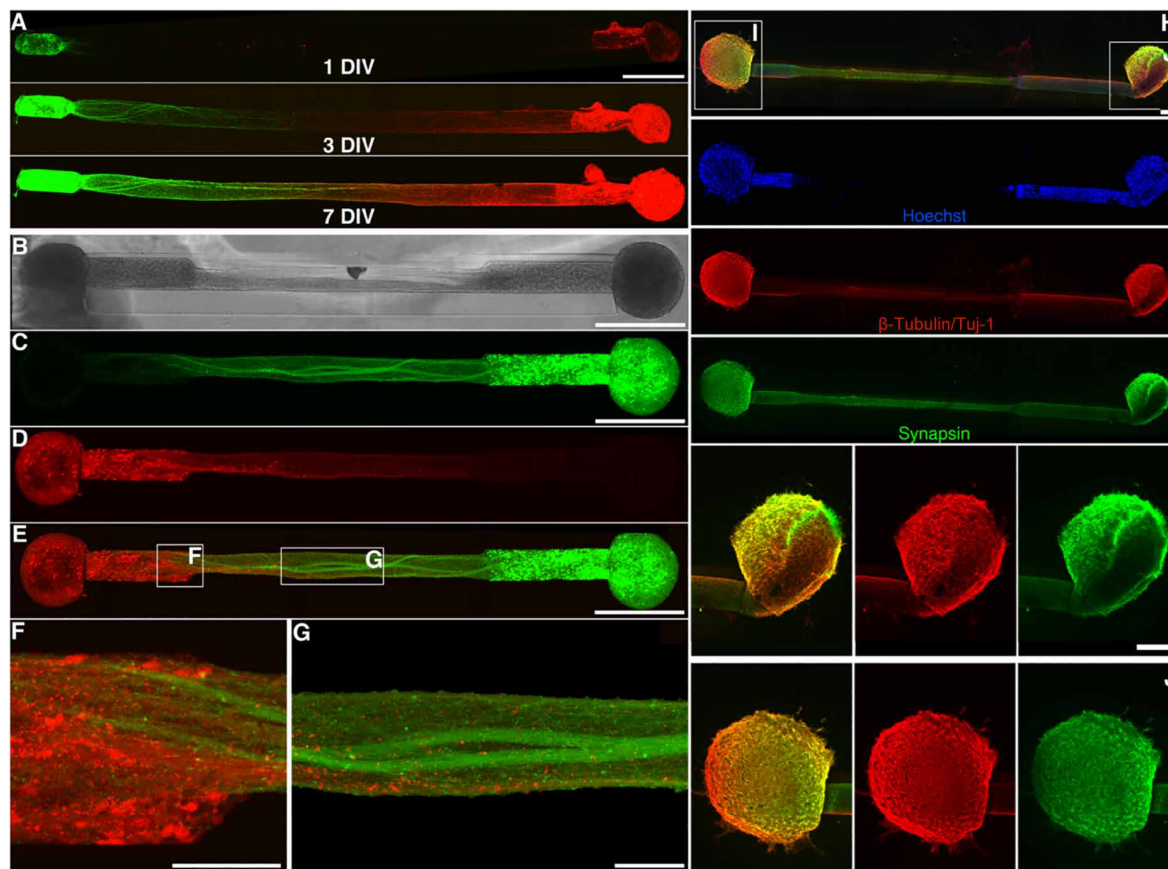 A
1 DIV
3 DIV
7 DIV
B
C
D
E
F
G
F
G
H
I
J
Hoechst
β-Tubulin/Tuj-1
Synapsin
J